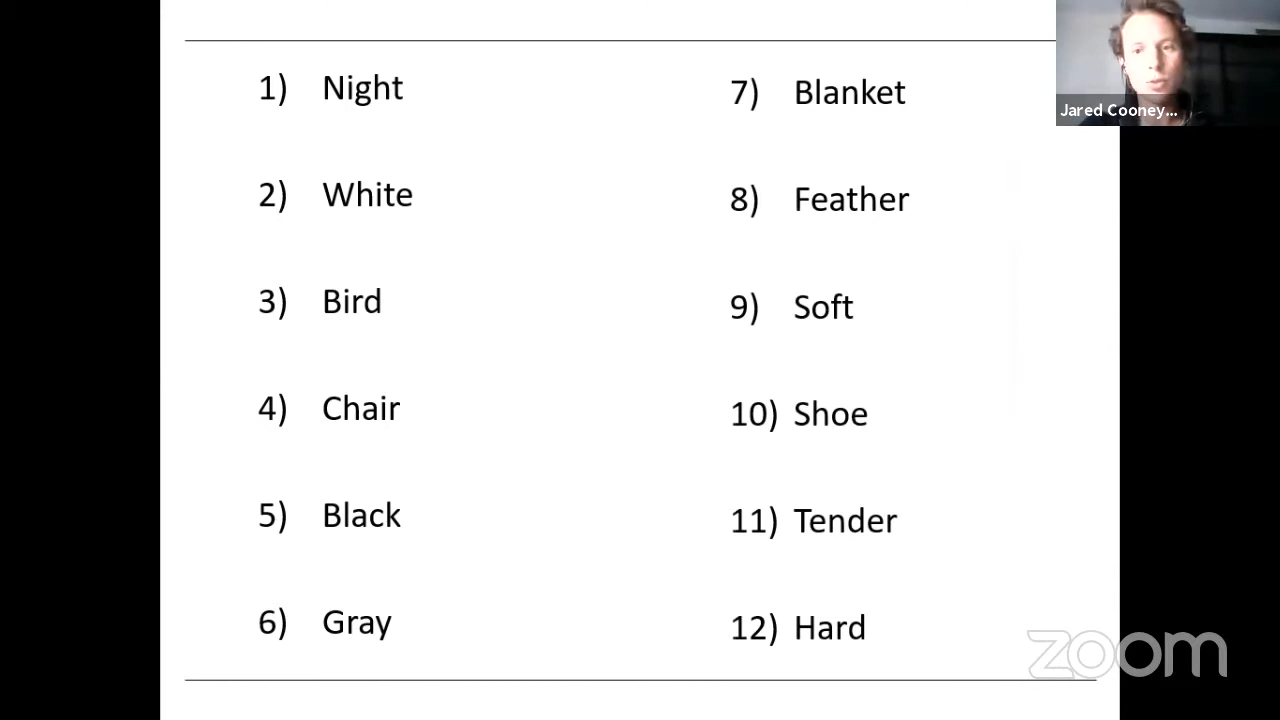 1) Night
2) White
3) Bird
4) Chair
5) Black
6) Gray
7) Blanket
8) Feather
9) Soft
10) Shoe
11) Tender
12) Hard
Jared Cooney...
zoom